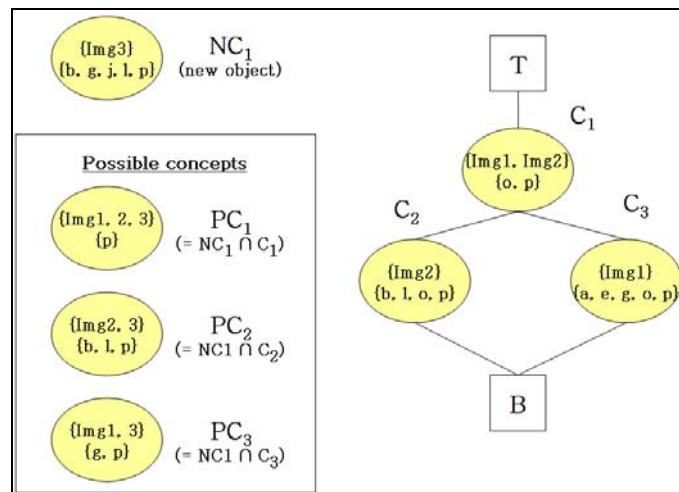 {Img3}
{b, g, j, l, p}
NC1
(new object)
Possible concepts
{Img1, 2, 3}
{p}
PC1
(= NC1 ∩ C1)
{Img2, 3}
{b, l, p}
PC2
(= NC1 ∩ C2)
{Img1, 3}
{g, p}
PC3
(= NC1 ∩ C3)
T
C1
{Img1, Img2}
{o, p}
C2
C3
{Img2}
{b, l, o, p}
{Img1}
{a, e, g, o, p}
B